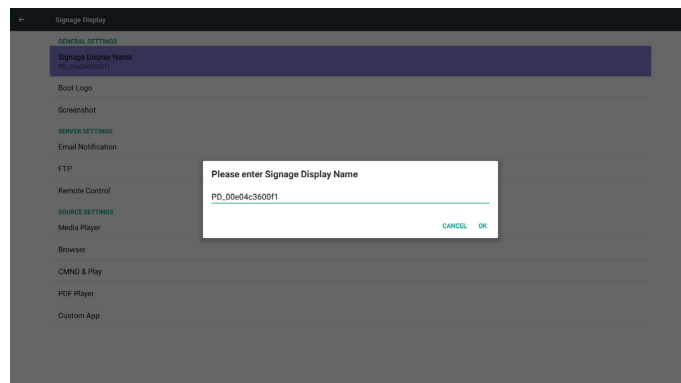 Signage Display
GENERAL SETTINGS
Signage Display Name
PD_00e04c3600f1
Boot Logo
Screenshot
SERVER SETTINGS
Email Notification
FTP
Remote Control
SOURCE SETTINGS
Media Player
Browser
CMND & Play
PDF Player
Custom App
Please enter Signage Display Name
PD_00e04c3600f1
CANCEL OK